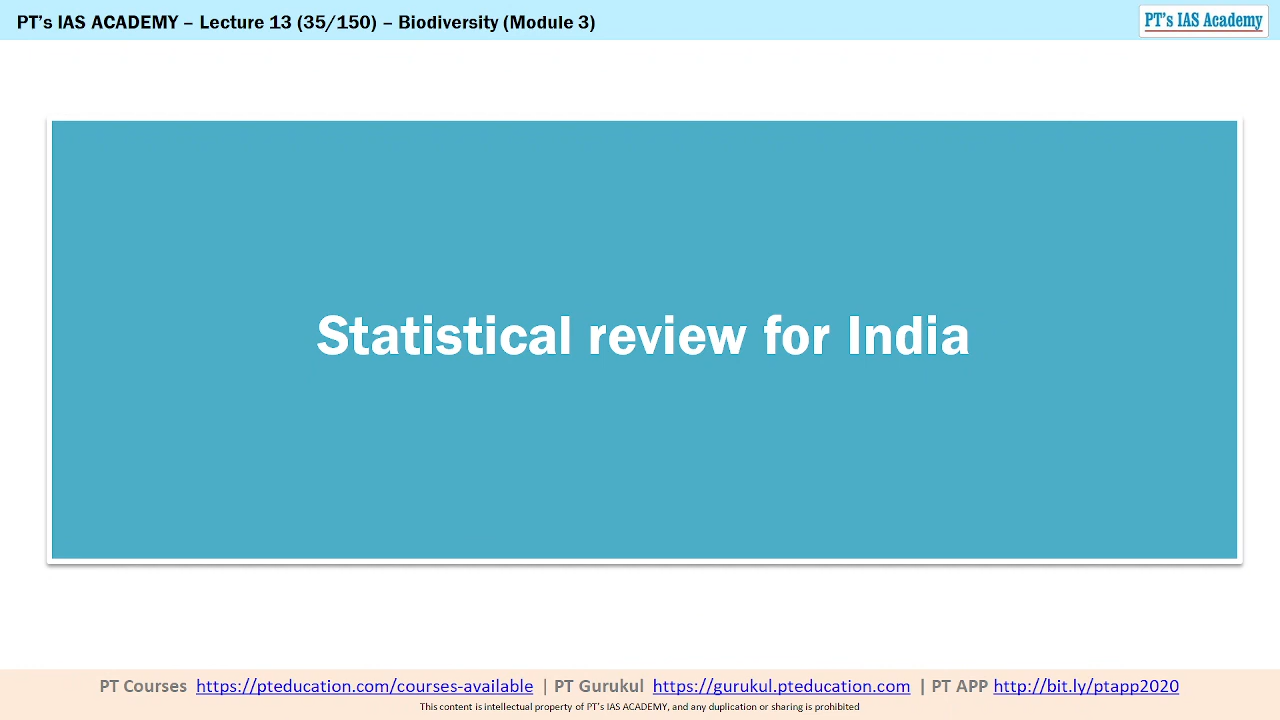 PT’s IAS ACADEMY – Lecture 13 (35/150) – Biodiversity (Module 3)
PT's IAS Academy
Statistical review for India
PT Courses https://pteducation.com/courses-available | PT Gurukul https://gurukul.pteducation.com | PT APP http://bit.ly/ptapp2020
This content is intellectual property of PT’s IAS ACADEMY, and any duplication or sharing is prohibited